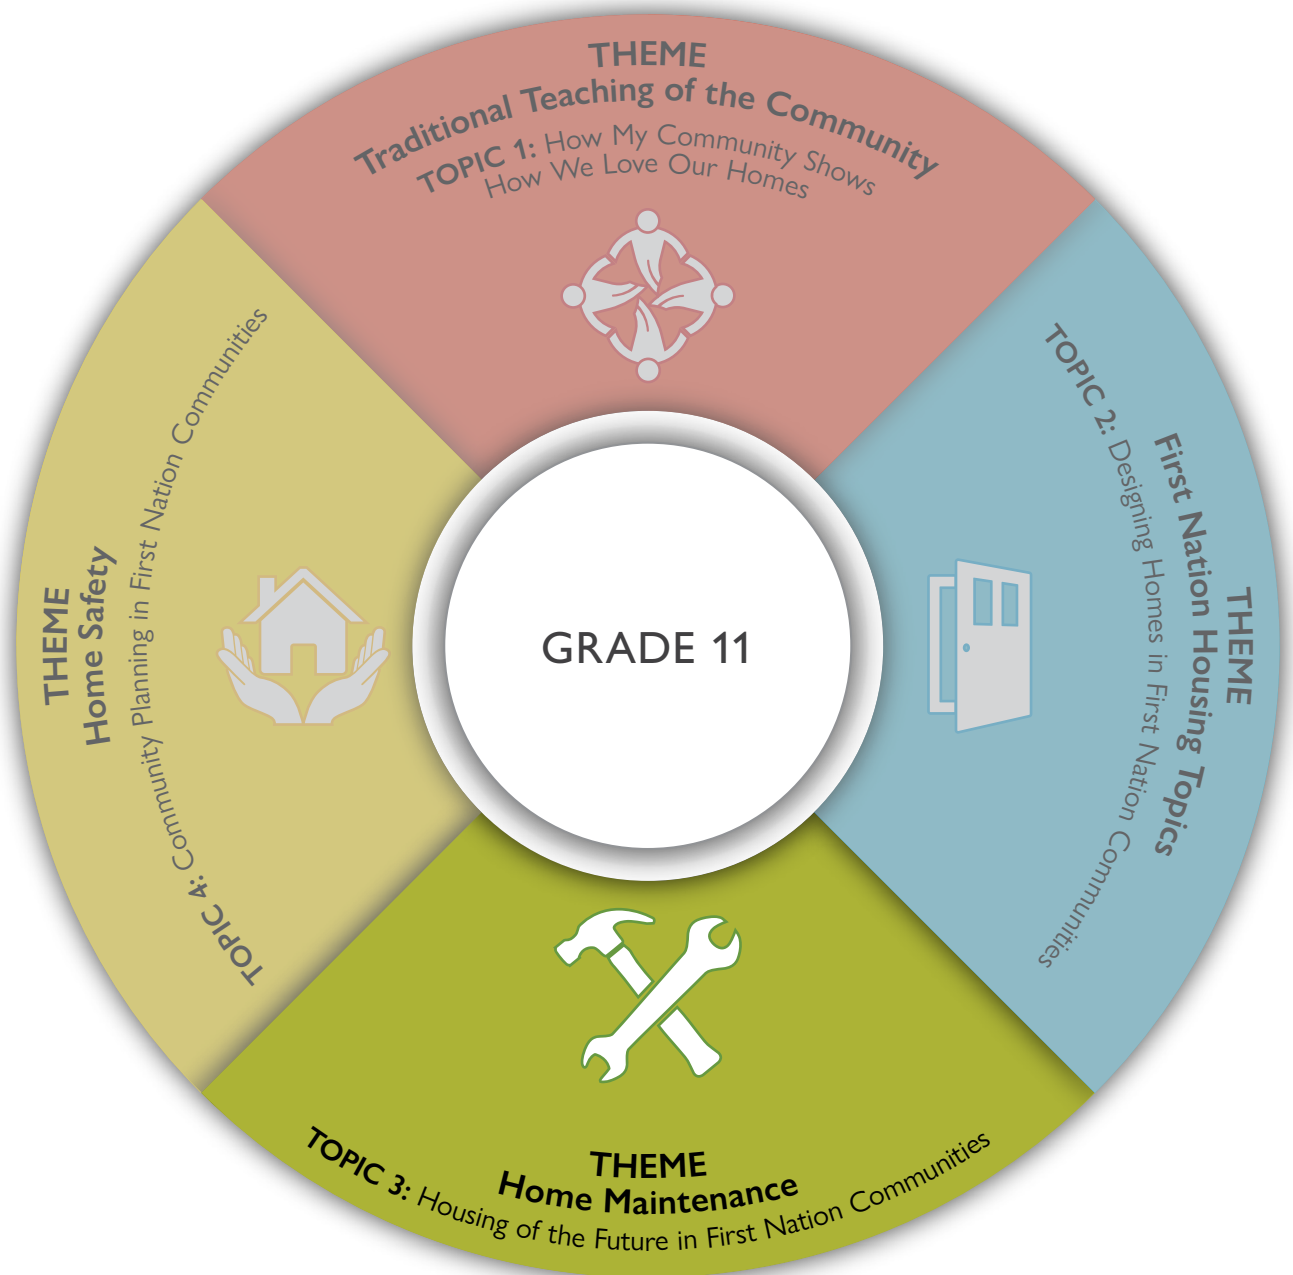 THEME
Traditional Teaching of the Community
TOPIC 1: How My Community Shows
How We Love Our Homes
THEME
First Nation Housing Topics
TOPIC 2: Designing Homes in First Nation Communities
GRADE 11
THEME
Home Maintenance
TOPIC 3: Housing of the Future in First Nation Communities
THEME
Home Safety
TOPIC 4: Community Planning in First Nation Communities